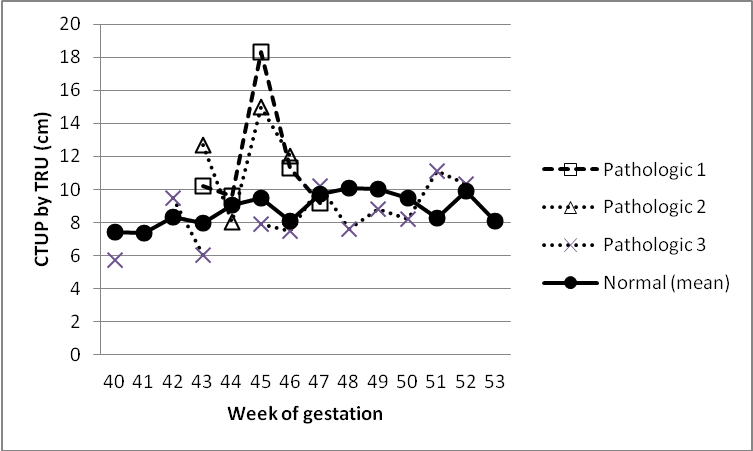 20
18
16
14
12
10
8
6
4
2
0
CTUP by TRU (cm)
40 41 42 43 44 45 46 47 48 49 50 51 52 53
Week of gestation
Pathologic 1
Pathologic 2
Pathologic 3
Normal (mean)